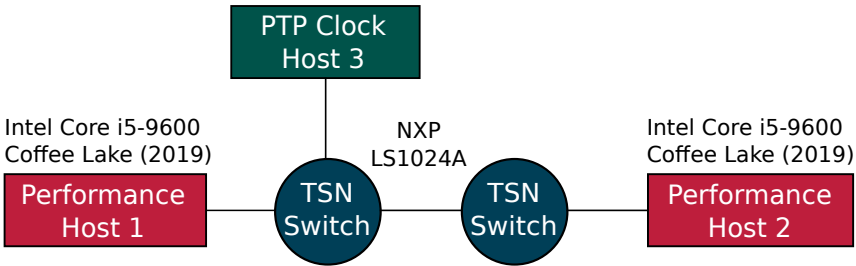 PTP Clock
Host 3
Intel Core i5-9600
Coffee Lake (2019)
NXP
LS1024A
Intel Core i5-9600
Coffee Lake (2019)
Performance
Host 1
TSN
Switch
TSN
Switch
Performance
Host 2